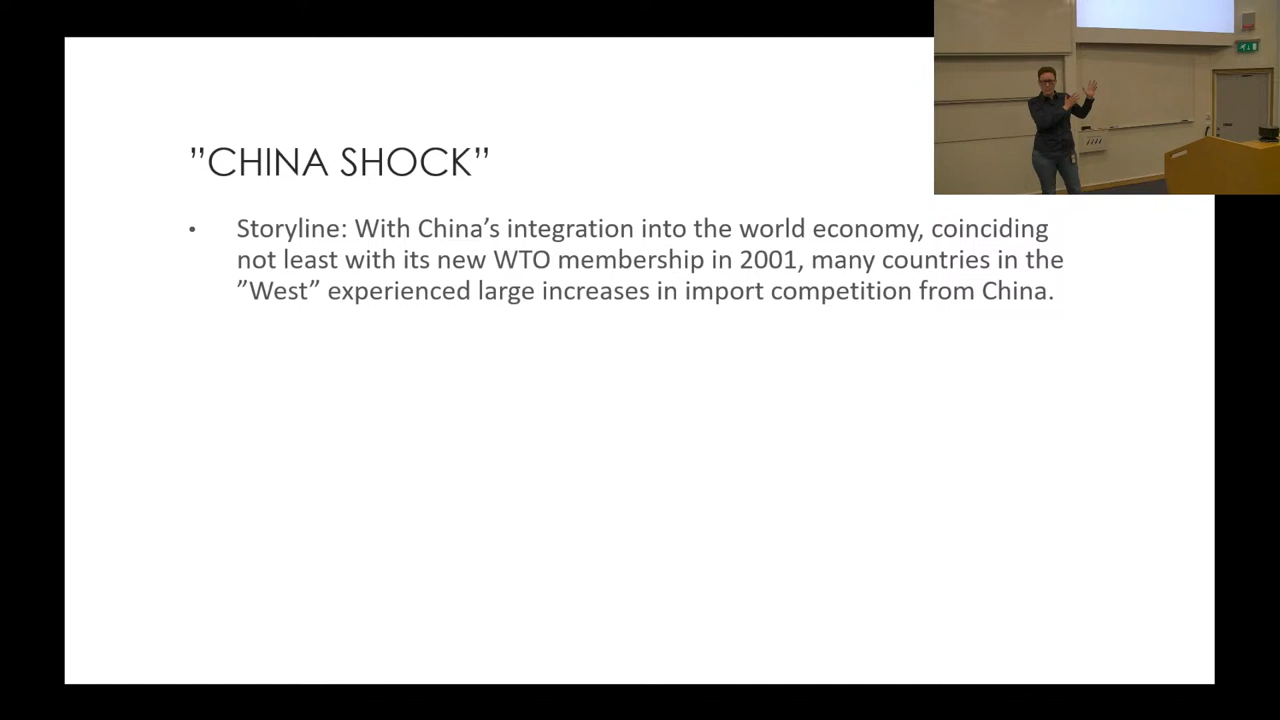 ”CHINA SHOCK”
• Storyline: With China’s integration into the world economy, coinciding
not least with its new WTO membership in 2001, many countries in the
”West” experienced large increases in import competition from China.